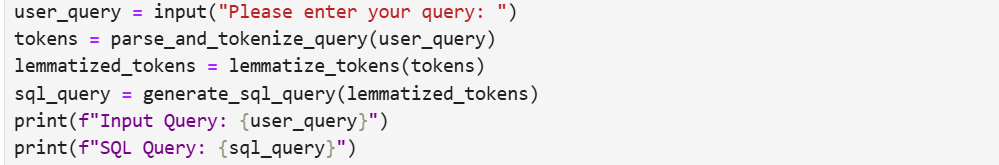 user_query = input("Please enter your query: ")
tokens = parse_and_tokenize_query(user_query)
lemmatized_tokens = lemmatize_tokens(tokens)
sql_query = generate_sql_query(lemmatized_tokens)
print(f"Input Query: {user_query}")
print(f"SQL Query: {sql_query}")